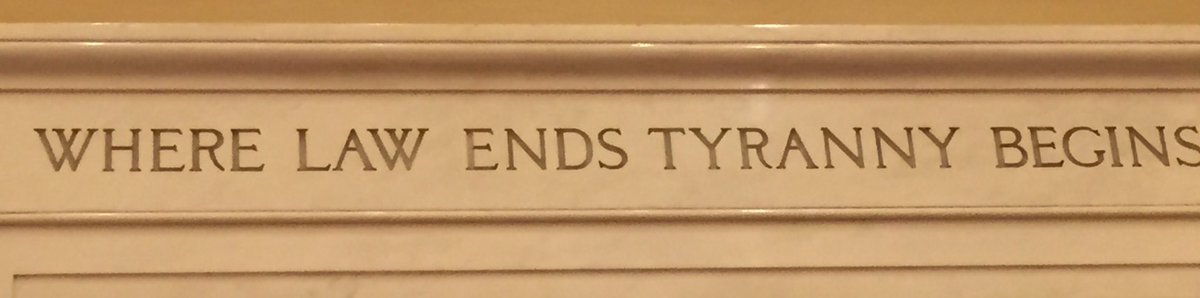 WHERE LAW ENDS TYRANNY BEGINS